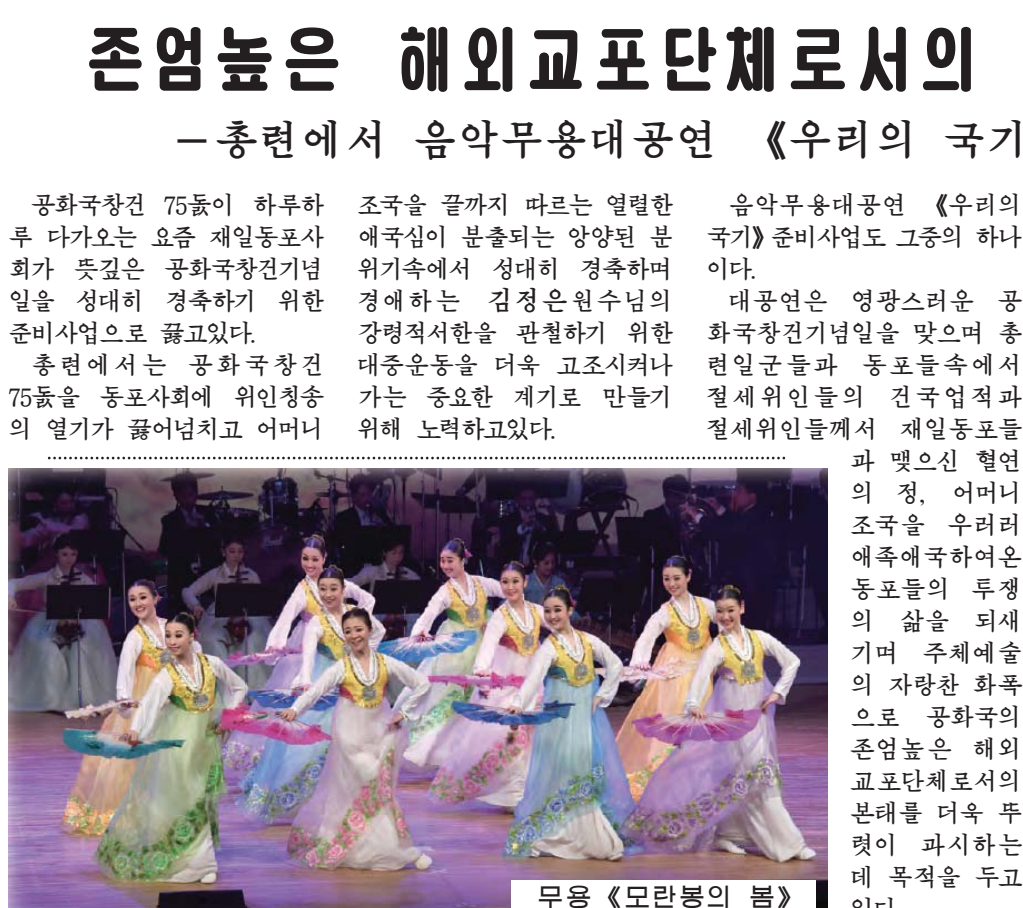 존엄높은 해외교포단체로서의
－총련에서 음악무용대공연 《우리의 국기
공화국창건 75돐이 하루하
루 다가오는 요즘 재일동포사
회가 뜻깊은 공화국창건기념
일을 성대히 경축하기 위한
준비사업으로 끓고있다.
총련에서는 공화국창건
75돐을 동포사회에 위인칭송
의 열기가 끓어넘치고 어머니
조국을 끝까지 따르는 열렬한
애국심이 분출되는 앙양된 분
위기속에서 성대히 경축하며
경애하는 김정은원수님의
강령적서한을 관철하기 위한
대중운동을 더욱 고조시켜나
가는 중요한 계기로 만들기
위해 노력하고있다.
음악무용대공연 《우리의
국기》준비사업도 그중의 하나
이다.
대공연은 영광스러운 공
화국창건기념일을 맞으며 총
련일군들과 동포들속에서
절세위인들의 건국업적과
절세위인들께서 재일동포들
과 맺으신 혈연
의 정, 어머니
조국을 우러러
애족애국하여온
동포들의 투쟁
의 삶을 되새
기며 주체예술
의 자랑찬 화폭
으로 공화국의
존엄높은 해외
교포단체로서의
본태를 더욱 뚜
렷이 과시하는
데 목적을 두고
무용《모란봉의 봄》